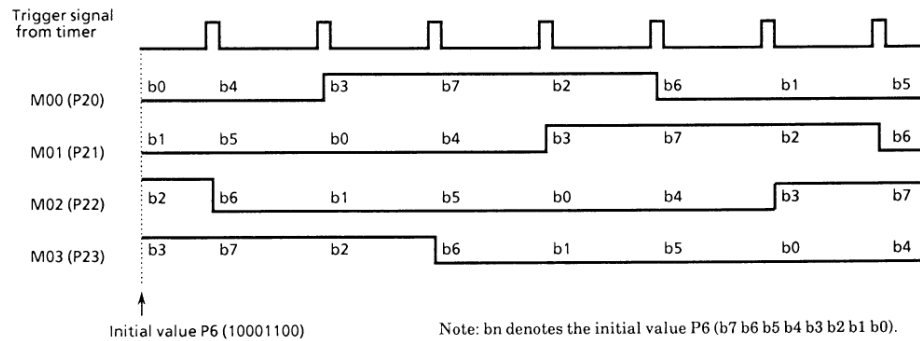 Trigger signal
from timer
M00 (P20) b0 b4 b3 b7 b2 b6 b1 b5
M01 (P21) b1 b5 b0 b4 b3 b7 b2 b6
M02 (P22) b2 b6 b1 b5 b0 b4 b3 b7
M03 (P23) b3 b7 b2 b6 b1 b5 b0 b4
Initial value P6 (10001100)
Note: bn denotes the initial value P6 (b7 b6 b5 b4 b3 b2 b1 b0).